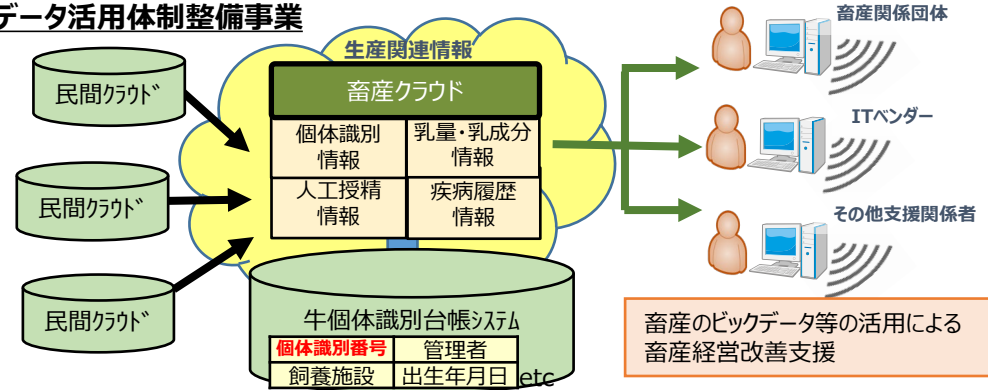 データ活用体制整備事業
生産関連情報
畜産クラウド
個体識別
情報
乳量・乳成分
情報
人工授精
情報
疾病履歴
情報
民間クラウド
民間クラウド
民間クラウド
牛個体識別台帳システム
個体識別番号
管理者
飼養施設
出生年月日
etc
畜産関係団体
ITベンダー
その他支援関係者
畜産のビックデータ等の活用による
畜産経営改善支援